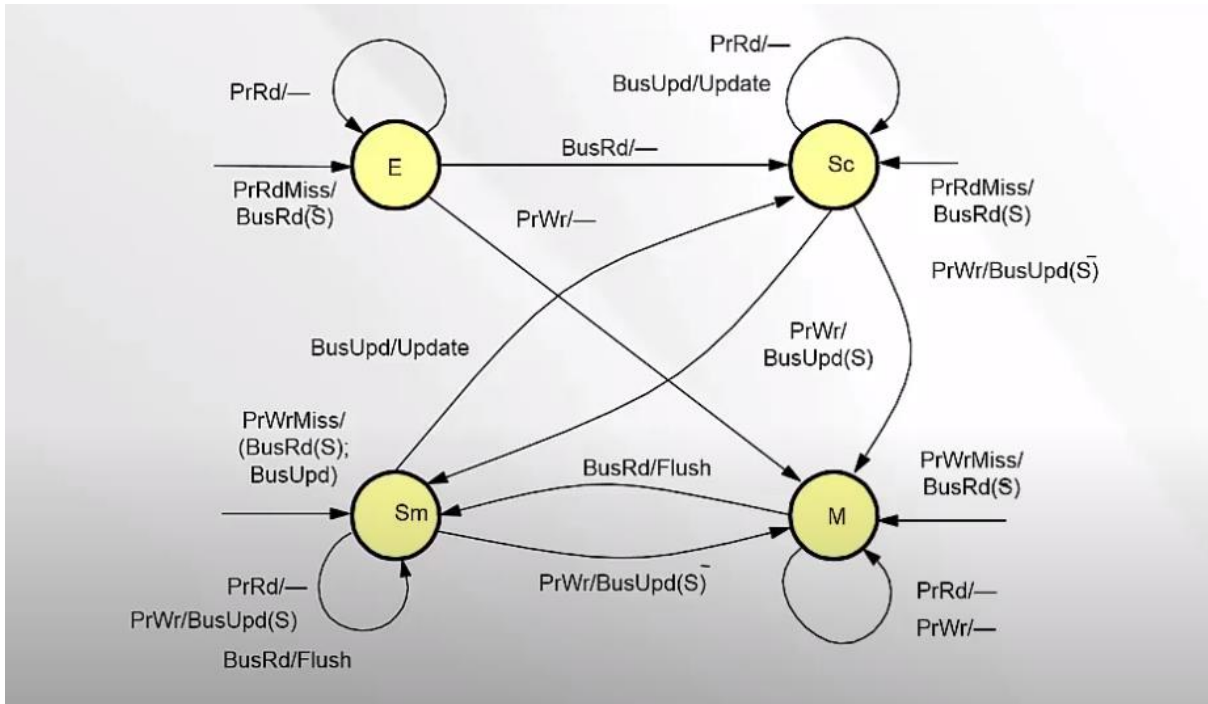 PrRd/—
PrRd/—
BusUpd/Update
E
BusRd/—
Sc
PrRdMiss/
BusRd(S̄)
PrWr/—
PrRdMiss/
BusRd(S)
PrWr/BusUpd(S̄)
BusUpd/Update
PrWr/
BusUpd(S)
PrWrMiss/
(BusRd(S);
BusUpd)
BusRd/Flush
PrWrMiss/
BusRd(S̄)
Sm
M
PrWr/BusUpd(S̄)
PrRd/—
PrWr/BusUpd(S)
BusRd/Flush
PrRd/—
PrWr/—